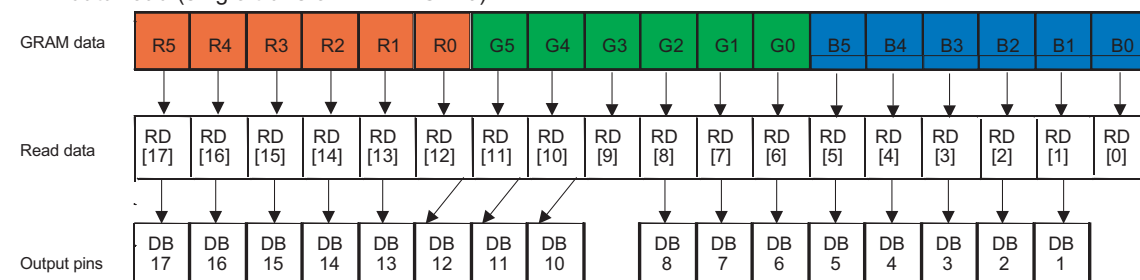 GRAM data R5 R4 R3 R2 R1 R0 G5 G4 G3 G2 G1 G0 B5 B4 B3 B2 B1 B0
Read data RD [17] RD [16] RD [15] RD [14] RD [13] RD [12] RD [11] RD [10] RD [9] RD [8] RD [7] RD [6] RD [5] RD [4] RD [3] RD [2] RD [1] RD [0]
Output pins DB 17 DB 16 DB 15 DB 14 DB 13 DB 12 DB 11 DB 10 DB 8 DB 7 DB 6 DB 5 DB 4 DB 3 DB 2 DB 1